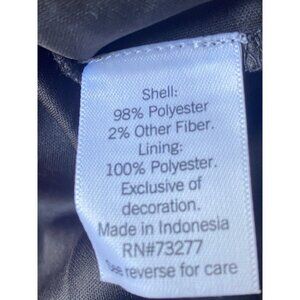 Shell:
98% Polyester
2% Other Fiber.
Lining:
100% Polyester.
Exclusive of
decoration.
Made in Indonesia
RN#73277
See reverse for care